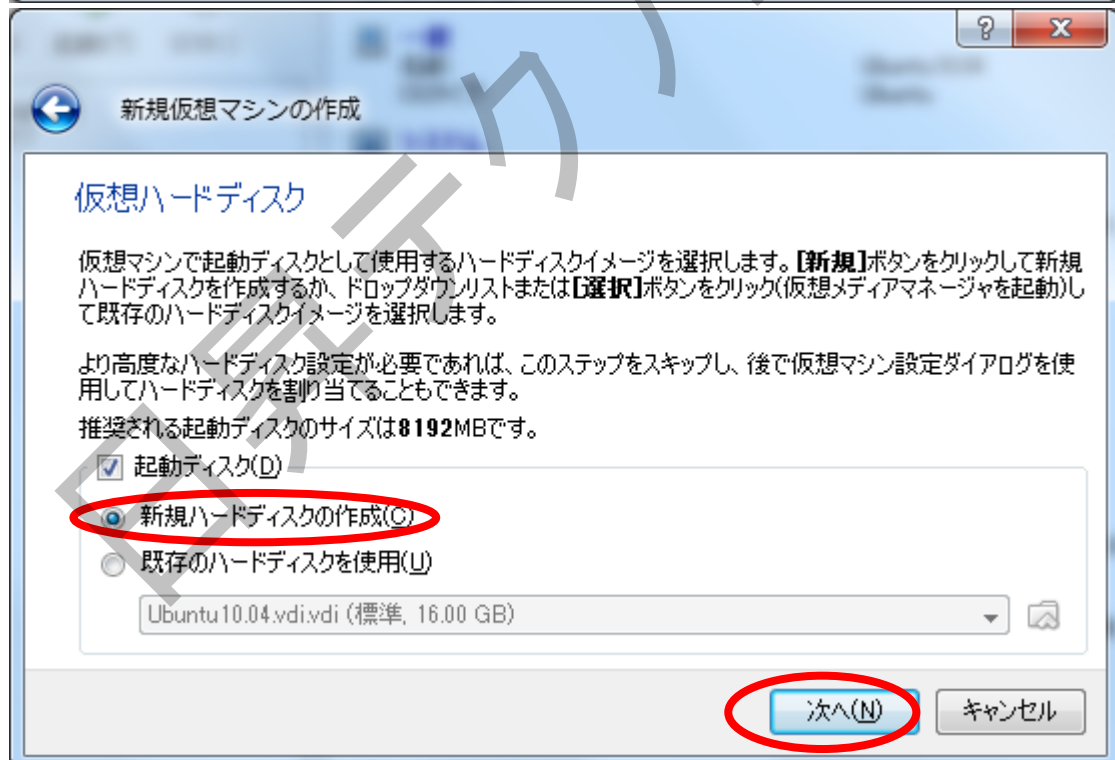 新規仮想マシンの作成
仮想ハードディスク
仮想マシンで起動ディスクとして使用するハードディスクイメージを選択します。[新規]ボタンをクリックして新規
ハードディスクを作成するか、ドロップダウンリストまたは[選択]ボタンをクリック(仮想メディアマネージャを起動)し
て既存のハードディスクイメージを選択します。
より高度なハードディスク設定が必要であれば、このステップをスキップし、後で仮想マシン設定ダイアログを使
用してハードディスクを割り当てることもできます。
推奨される起動ディスクのサイズは8192MBです。
起動ディスク(D)
新規ハードディスクの作成(C)
既存のハードディスクを使用(U)
Ubuntu10.04.vdi.vdi (標準, 16.00 GB)
次へ(N)
キャンセル
日昇テク